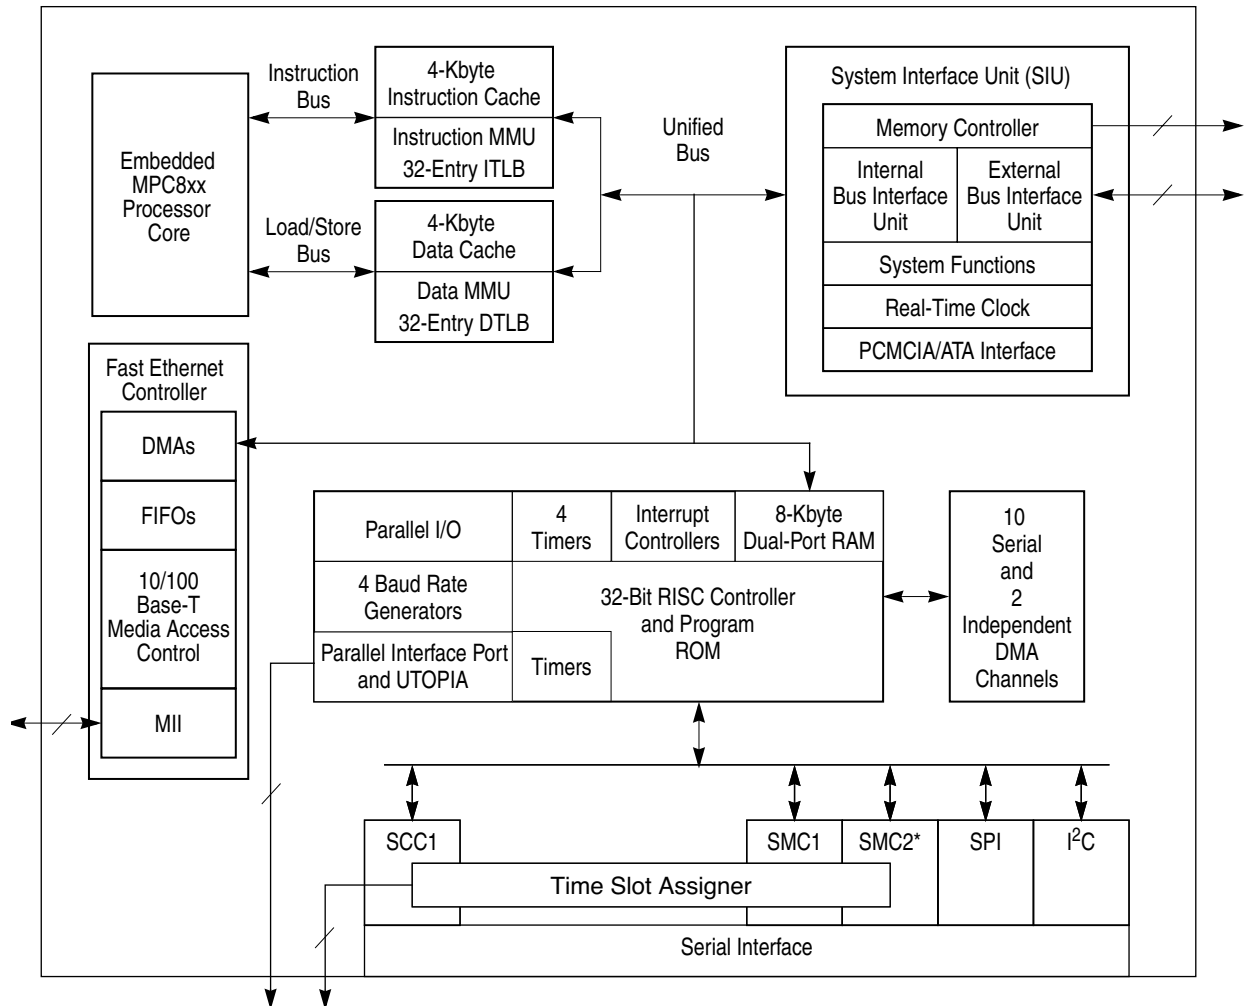 Instruction
Bus
4-Kbyte
Instruction Cache
Instruction MMU
32-Entry ITLB
Embedded
MPC8xx
Processor
Core
Load/Store
Bus
4-Kbyte
Data Cache
Data MMU
32-Entry DTLB
Unified
Bus
System Interface Unit (SIU)
Memory Controller
Internal
Bus Interface
Unit
External
Bus Interface
Unit
System Functions
Real-Time Clock
PCMCIA/ATA Interface
Fast Ethernet
Controller
DMAs
FIFOs
10/100
Base-T
Media Access
Control
MII
Parallel I/O
4
Timers
Interrupt
Controllers
8-Kbyte
Dual-Port RAM
4 Baud Rate
Generators
32-Bit RISC Controller
and Program
ROM
Parallel Interface Port
and UTOPIA
Timers
10
Serial
and
2
Independent
DMA
Channels
SCC1
SMC1
SMC2*
SPI
I²C
Time Slot Assigner
Serial Interface